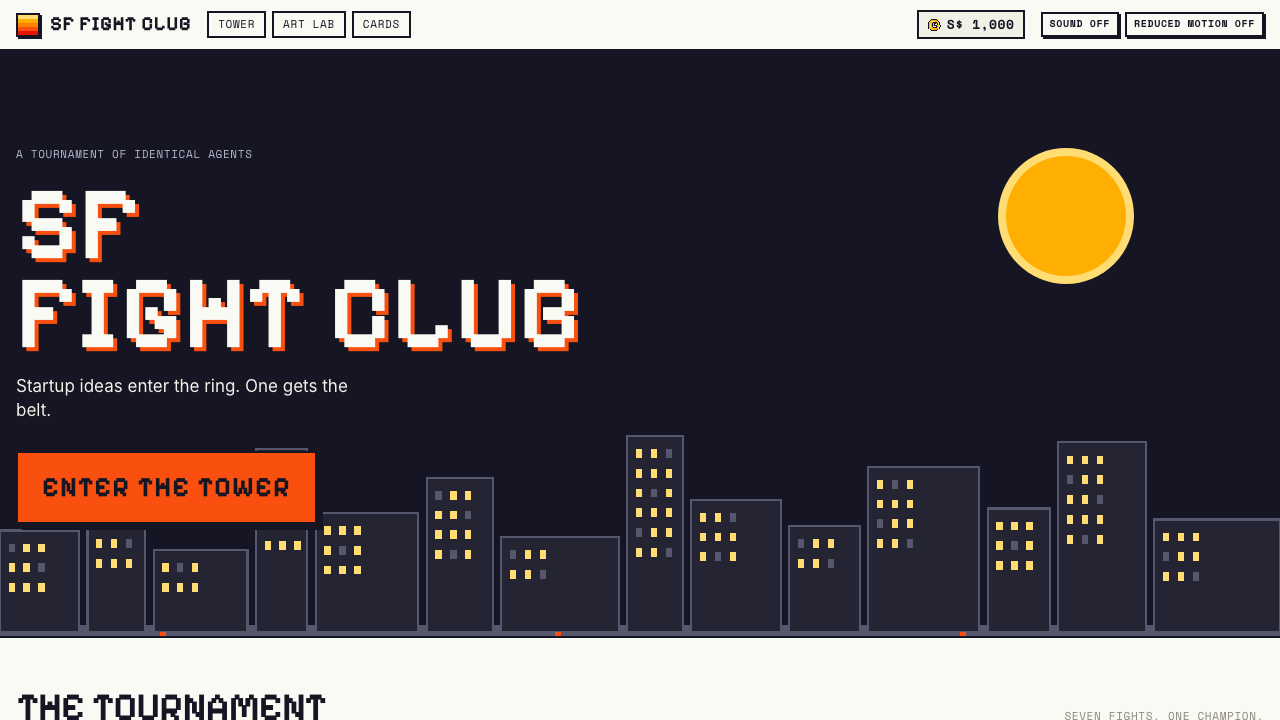 SF FIGHT CLUB
TOWER
ART LAB
CARDS
S$ 1,000
SOUND OFF
REDUCED MOTION OFF
A TOURNAMENT OF IDENTICAL AGENTS
SF
FIGHT CLUB
Startup ideas enter the ring. One gets the
belt.
ENTER THE TOWER
THE TOURNAMENT
SEVEN FIGHTS. ONE CHAMPION.